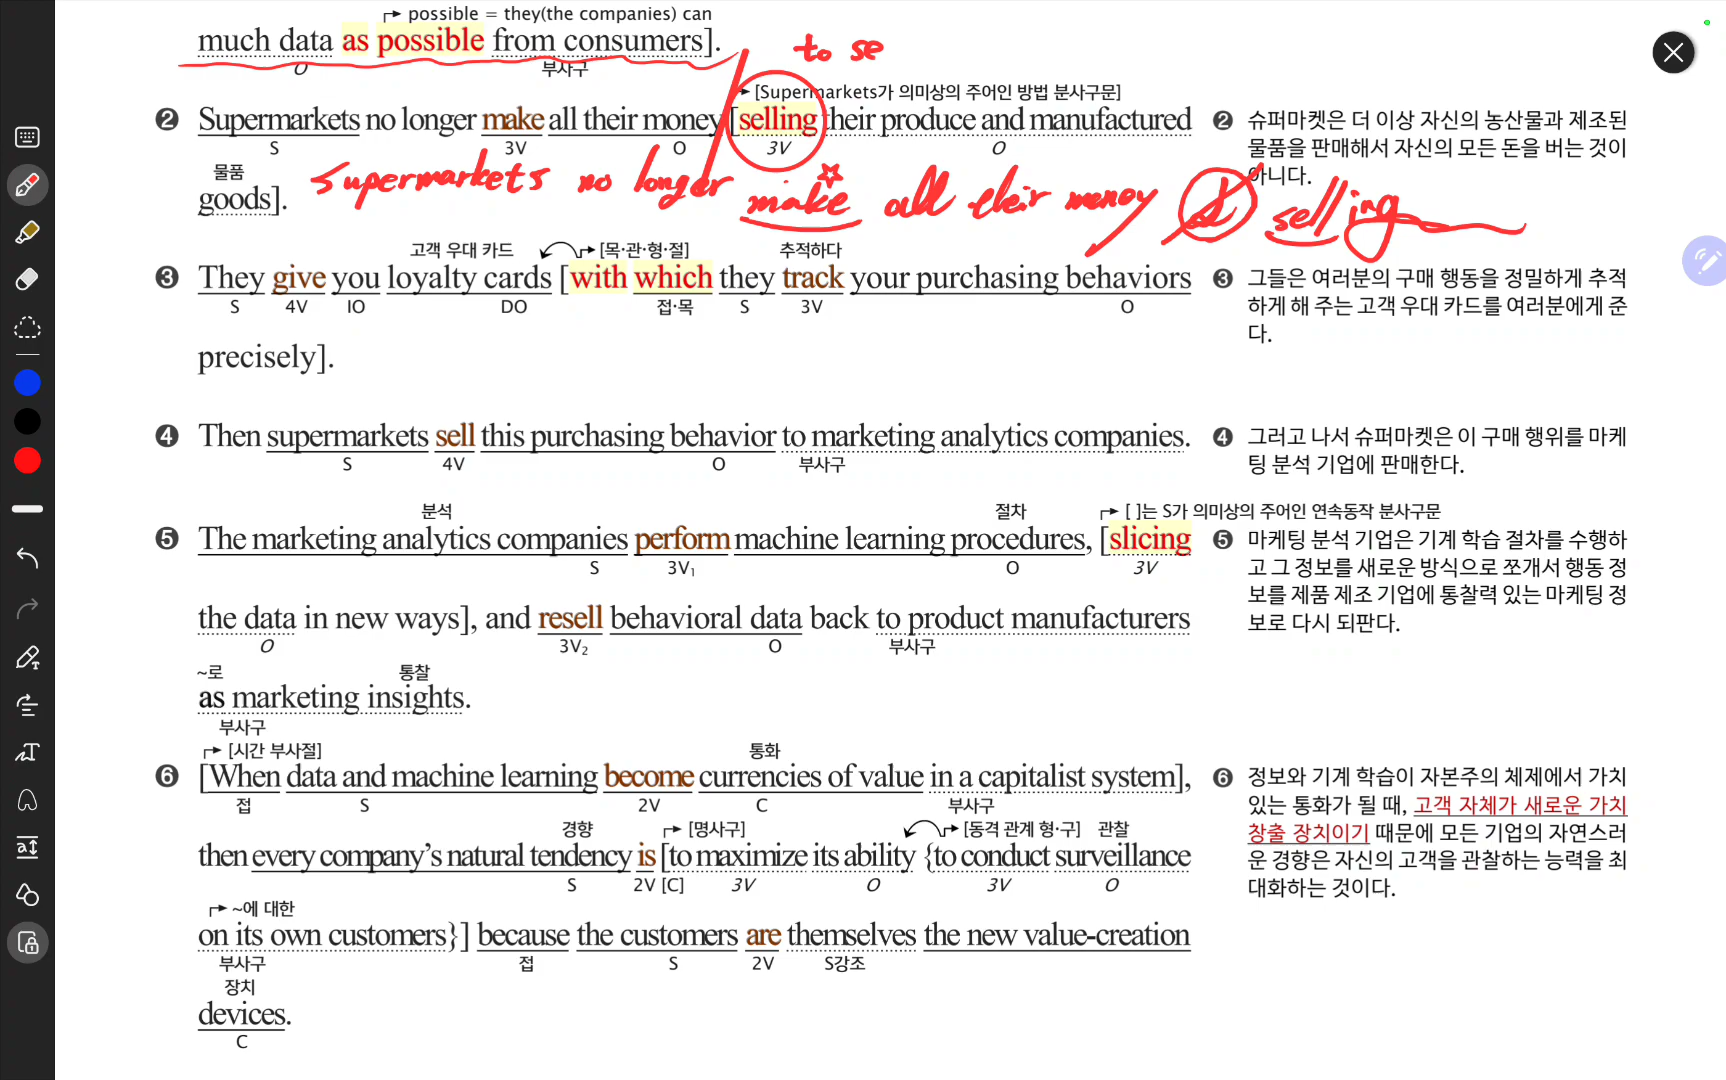 possible = they(the companies) can
much data as possible from consumers].
O 부사구
to se
[Supermarkets가 의미상의 주어인 방법 분사구문]
❷ Supermarkets no longer make all their money [selling their produce and manufactured
S 3V O 3V O
물품
goods].
supermarkets no longer make all their money selling
❷ 슈퍼마켓은 더 이상 자신의 농산물과 제조된
물품을 판매해서 자신의 모든 돈을 버는 것이
아니다.
고객 우대 카드 [목·관·형·절] 추적하다
❸ They give you loyalty cards [with which they track your purchasing behaviors
S 4V IO DO 접·목 S 3V O
precisely].
❸ 그들은 여러분의 구매 행동을 정밀하게 추적
하게 해 주는 고객 우대 카드를 여러분에게 준
다.
❹ Then supermarkets sell this purchasing behavior to marketing analytics companies.
S 4V O 부사구
❹ 그러고 나서 슈퍼마켓은 이 구매 행위를 마케
팅 분석 기업에 판매한다.
분석 절차 [ ]는 S가 의미상의 주어인 연속동작 분사구문
❺ The marketing analytics companies perform machine learning procedures, [slicing
S 3V₁ O 3V
the data in new ways], and resell behavioral data back to product manufacturers
O 3V₂ O 부사구
~로 통찰
as marketing insights.
부사구
❺ 마케팅 분석 기업은 기계 학습 절차를 수행하
고 그 정보를 새로운 방식으로 쪼개서 행동 정
보를 제품 제조 기업에 통찰력 있는 마케팅 정
보로 다시 되판다.
[시간 부사절] 통화
❻ [When data and machine learning become currencies of value in a capitalist system],
접 S 2V C 부사구
경향 [명사구] [동격 관계 형·구] 관찰
then every company's natural tendency is [to maximize its ability {to conduct surveillance
S 2V [C] 3V O 3V O
~에 대한
on its own customers}] because the customers are themselves the new value-creation
부사구 접 S 2V S강조
장치
devices.
C
❻ 정보와 기계 학습이 자본주의 체제에서 가치
있는 통화가 될 때, 고객 자체가 새로운 가치
창출 장치이기 때문에 모든 기업의 자연스러
운 경향은 자신의 고객을 관찰하는 능력을 최
대화하는 것이다.